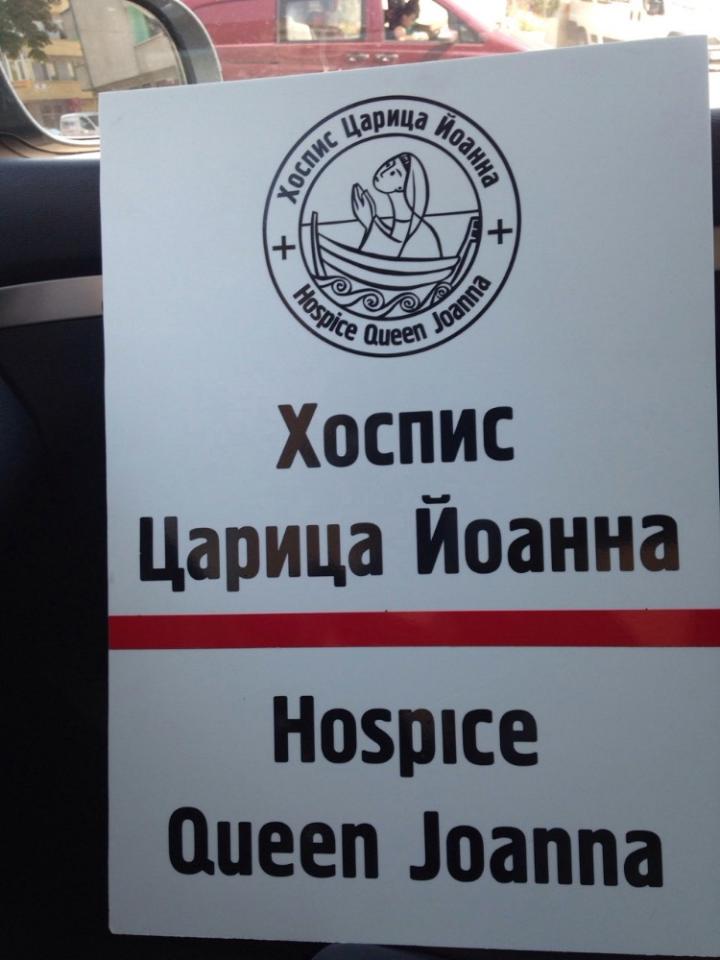 Хоспис Царица Йоанна
+ +
Hospice Queen Joanna
Хоспис
Царица Йоанна
Hospice
Queen Joanna